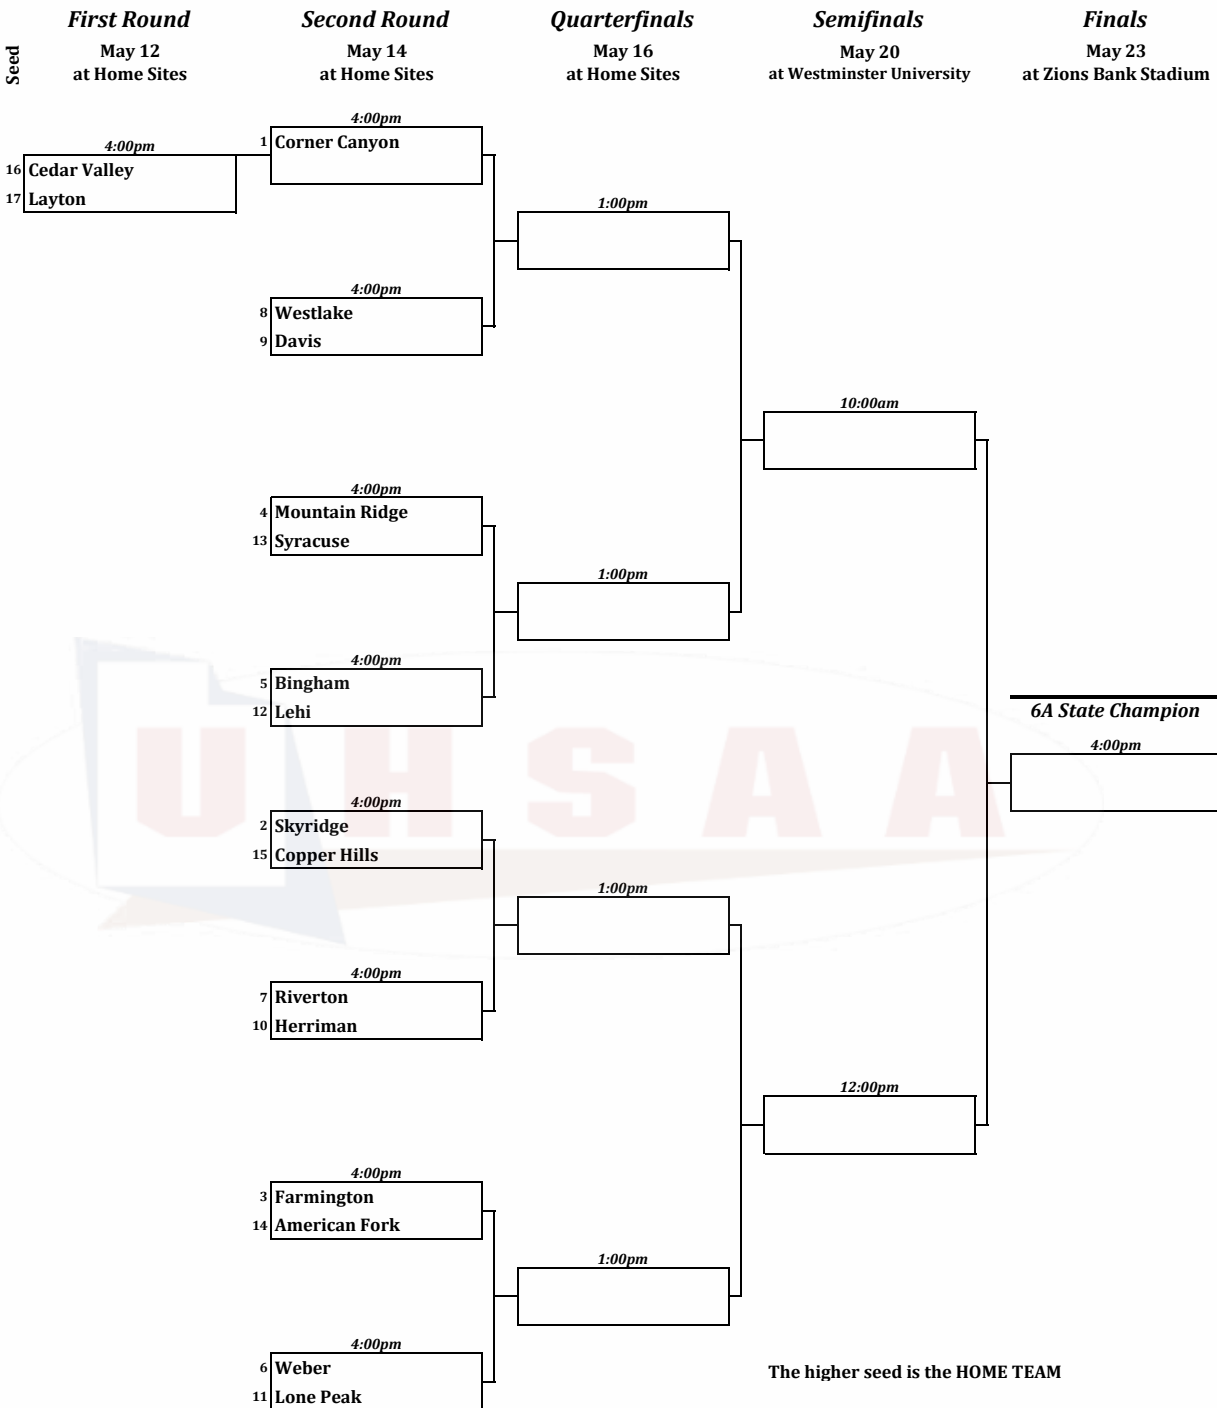 First Round
Second Round
Quarterfinals
Semifinals
Finals
Seed
May 12
at Home Sites
May 14
at Home Sites
May 16
at Home Sites
May 20
at Westminster University
May 23
at Zions Bank Stadium
4:00pm
1 Corner Canyon
4:00pm
16 Cedar Valley
17 Layton
1:00pm
4:00pm
8 Westlake
9 Davis
10:00am
4:00pm
4 Mountain Ridge
13 Syracuse
1:00pm
4:00pm
5 Bingham
12 Lehi
6A State Champion
4:00pm
UHSAA
4:00pm
2 Skyridge
15 Copper Hills
1:00pm
4:00pm
7 Riverton
10 Herriman
12:00pm
4:00pm
3 Farmington
14 American Fork
1:00pm
4:00pm
6 Weber
11 Lone Peak
The higher seed is the HOME TEAM